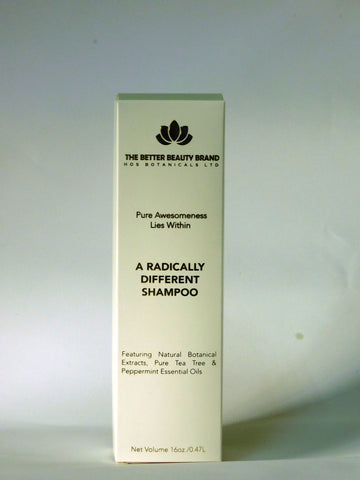 THE BETTER BEAUTY BRAND
HOS BOTANICALS LTD
Pure Awesomeness
Lies Within
A RADICALLY
DIFFERENT
SHAMPOO
Featuring Natural Botanical
Extracts, Pure Tea Tree &
Peppermint Essential Oils
Net Volume 16oz./0.47L